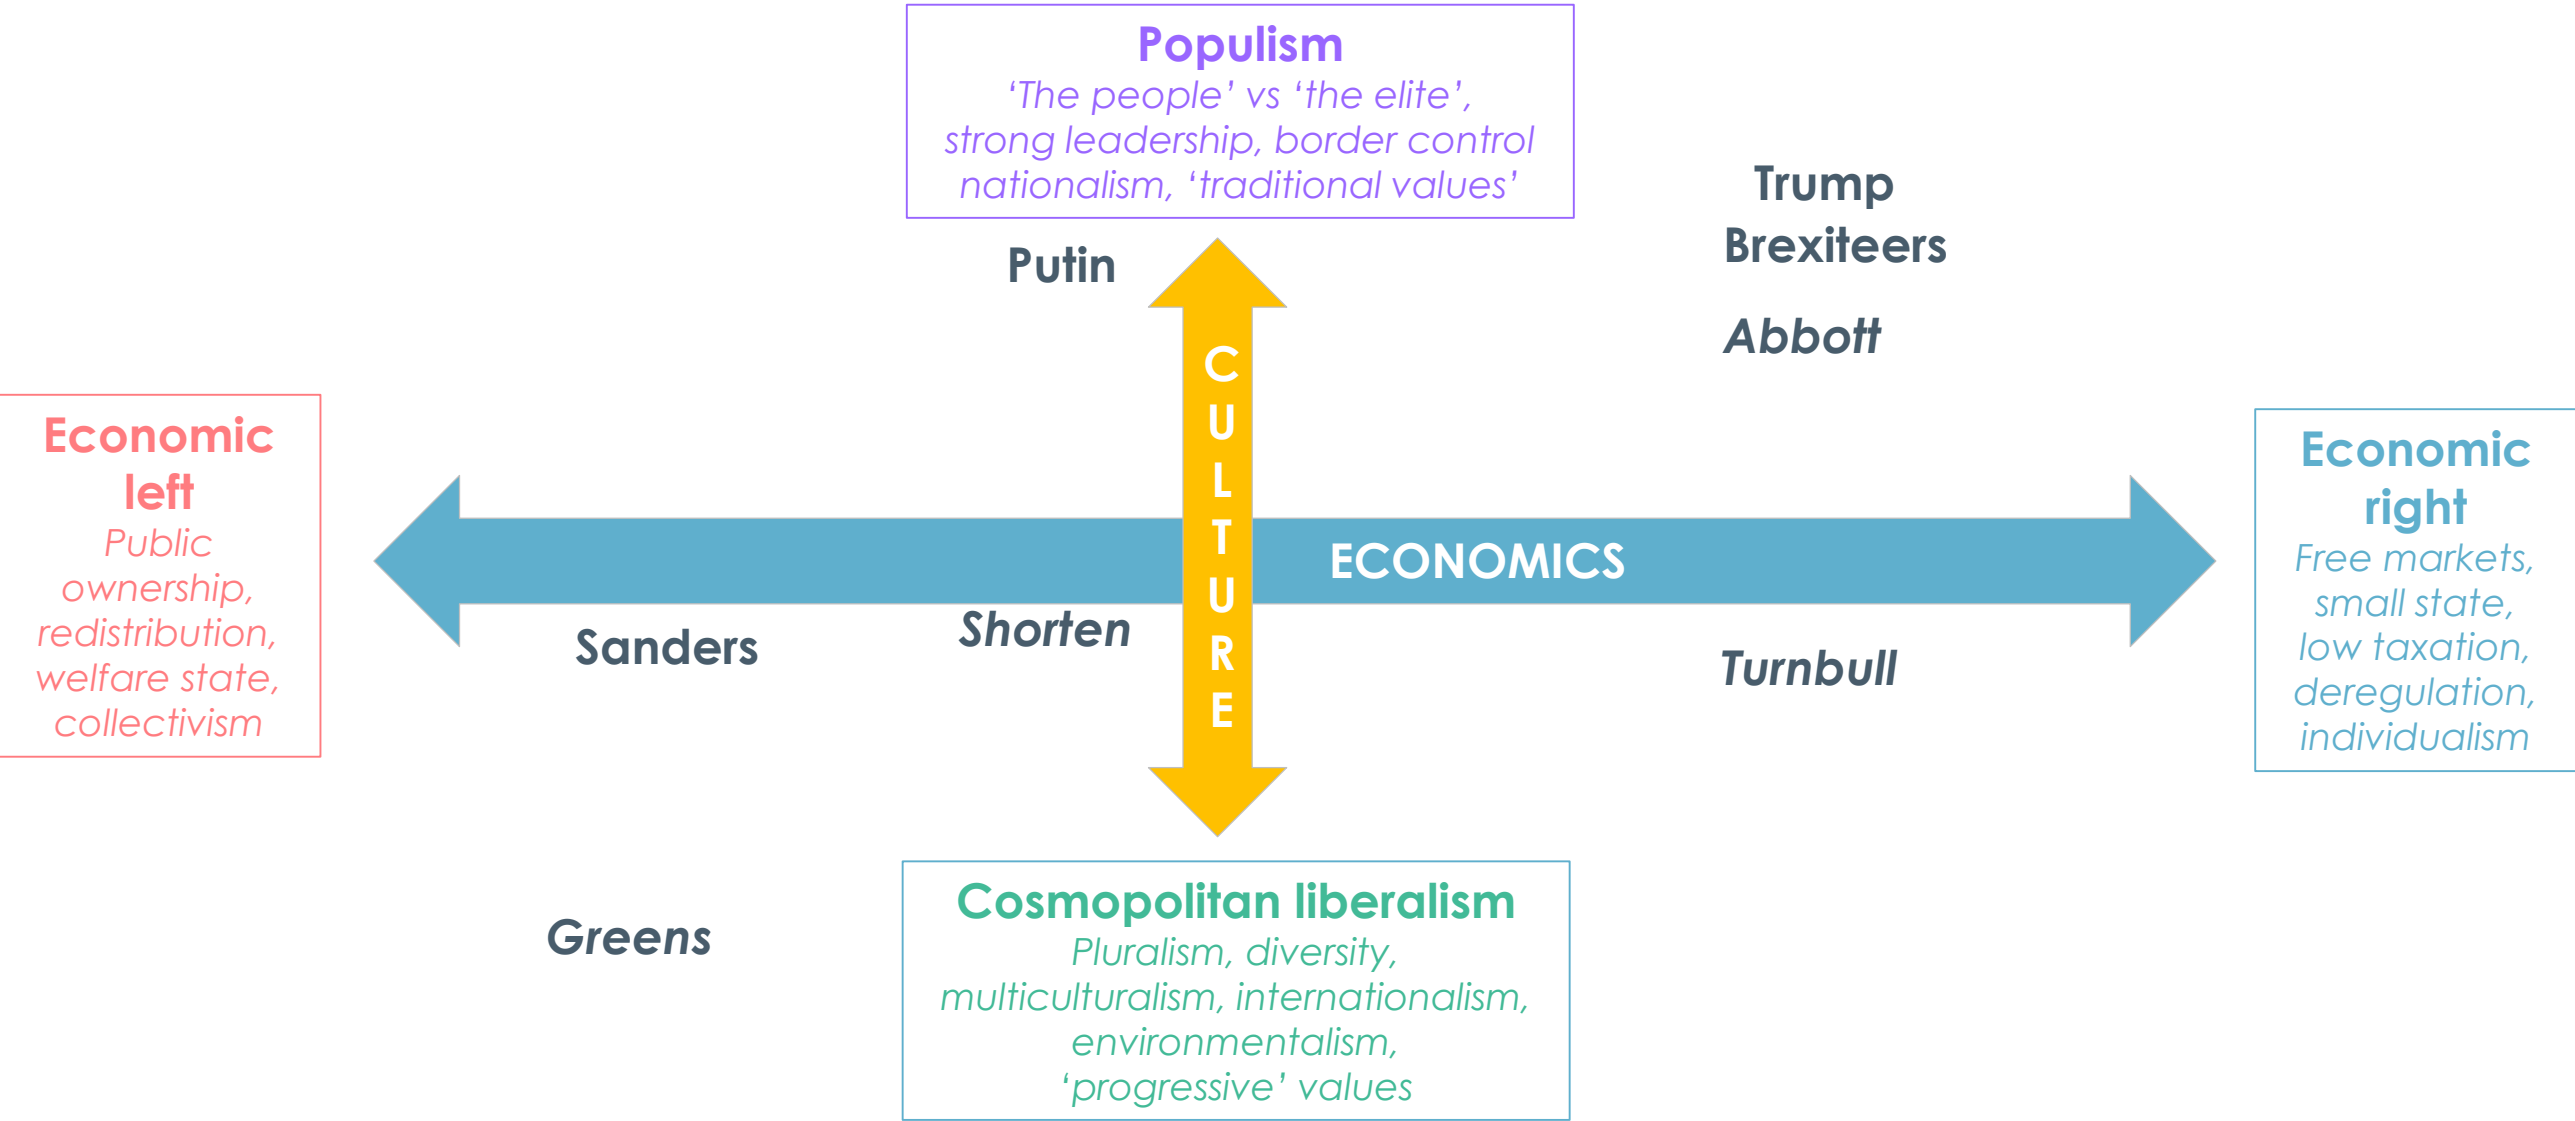 Populism
‘The people’ vs ‘the elite’,
strong leadership, border control
nationalism, ‘traditional values’
Trump
Brexiteers
Putin
Abbott
C
U
L
T
U
R
E
Economic
left
Public
ownership,
redistribution,
welfare state,
collectivism
ECONOMICS
Economic
right
Free markets,
small state,
low taxation,
deregulation,
individualism
Sanders
Shorten
Turnbull
Greens
Cosmopolitan liberalism
Pluralism, diversity,
multiculturalism, internationalism,
environmentalism,
‘progressive’ values